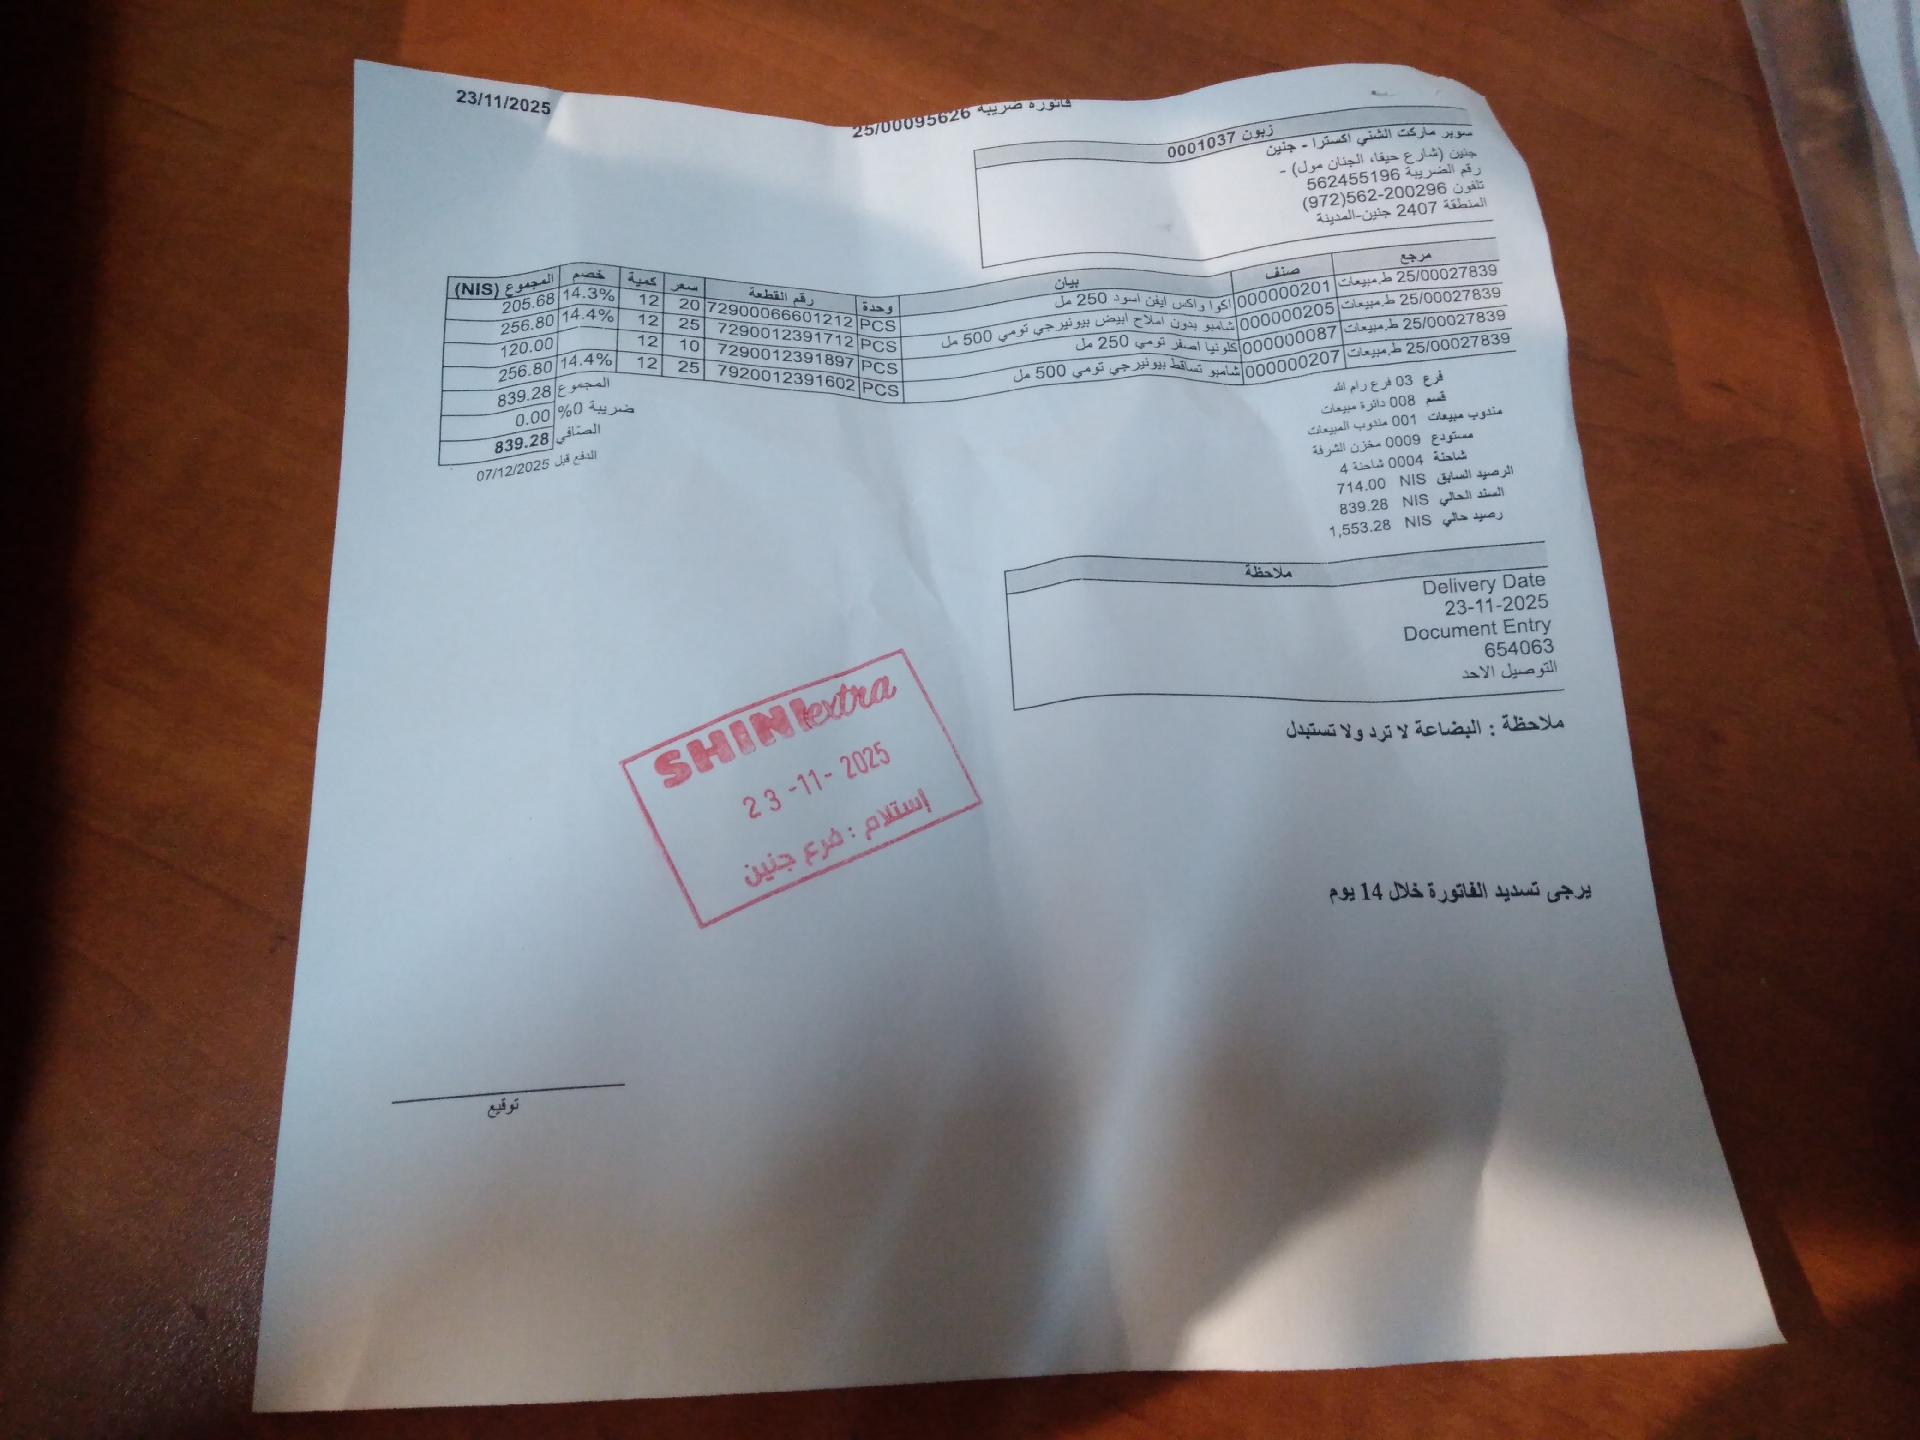 فاتورة ضريبة 25/00095626
23/11/2025
زبون 0001037
سوبر ماركت الشني اكسترا - جنين
جنين (شارع حيفا، الجنان مول) -
رقم الضريبة 562455196
تلفون (972)562-200296
المنطقة 2407 جنين-المدينة
مرجع صنف بيان وحدة رقم القطعة سعر كمية خصم المجموع (NIS)
ط.مبيعات 25/00027839 000000201 اكوا واكس ايفن اسود 250 مل PCS 72900066601212 20 12 14.3% 205.68
ط.مبيعات 25/00027839 000000205 شامبو بدون املاح ابيض بيونيرجي تومي 500 مل PCS 7290012391712 25 12 14.4% 256.80
ط.مبيعات 25/00027839 000000087 كلونيا اصفر تومي 250 مل PCS 7290012391897 10 12 120.00
ط.مبيعات 25/00027839 000000207 شامبو تساقط بيونيرجي تومي 500 مل PCS 7920012391602 25 12 14.4% 256.80
المجموع 839.28
ضريبة 0% 0.00
الصّافي 839.28
الدفع قبل 07/12/2025
فرع 03 فرع رام الله
قسم 008 دائرة مبيعات
مندوب مبيعات 001 مندوب المبيعات
مستودع 0009 مخزن الشرفة
شاحنة 0004 شاحنة 4
الرصيد السابق NIS 714.00
السند الحالي NIS 839.28
رصيد حالي NIS 1,553.28
ملاحظة
Delivery Date
23-11-2025
Document Entry
654063
التوصيل الاحد
ملاحظة : البضاعة لا ترد ولا تستبدل
SHINI extra
23-11-2025
إستلام : فرع جنين
يرجى تسديد الفاتورة خلال 14 يوم
توقيع